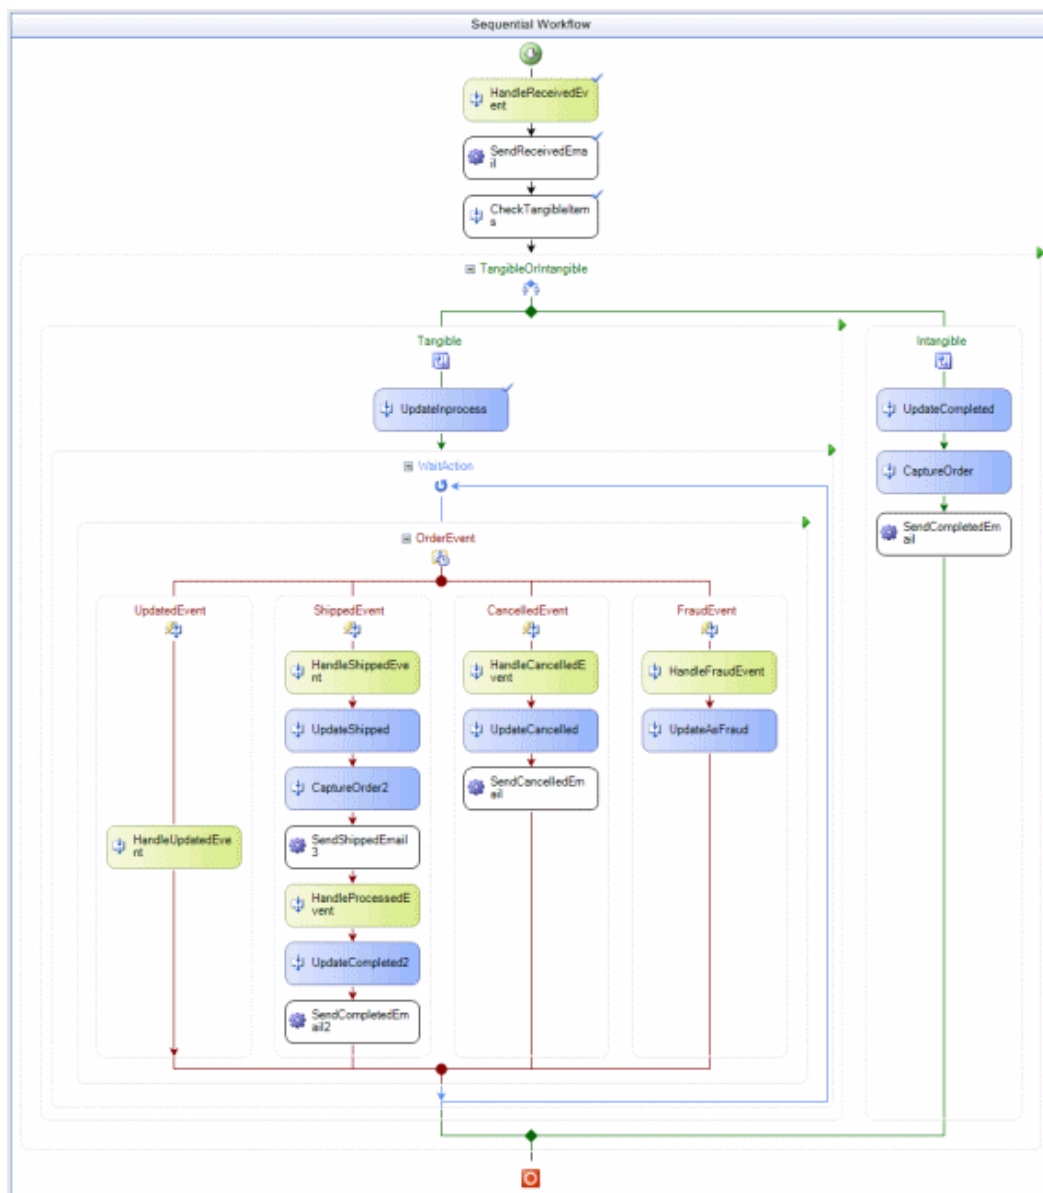 Sequential Workflow
HandleReceivedEv
ent
SendReceivedEma
il
CheckTangibleItem
s
TangibleOrIntangible
Tangible
UpdateInprocess
WaitAction
OrderEvent
UpdatedEvent
HandleUpdatedEve
nt
ShippedEvent
HandleShippedEve
nt
UpdateShipped
CaptureOrder2
SendShippedEmail
3
HandleProcessedE
vent
UpdateCompleted2
SendCompletedEm
ail2
CancelledEvent
HandleCancelledE
vent
UpdateCancelled
SendCancelledEm
ail
FraudEvent
HandleFraudEvent
UpdateAsFraud
Intangible
UpdateCompleted
CaptureOrder
SendCompletedEm
ail